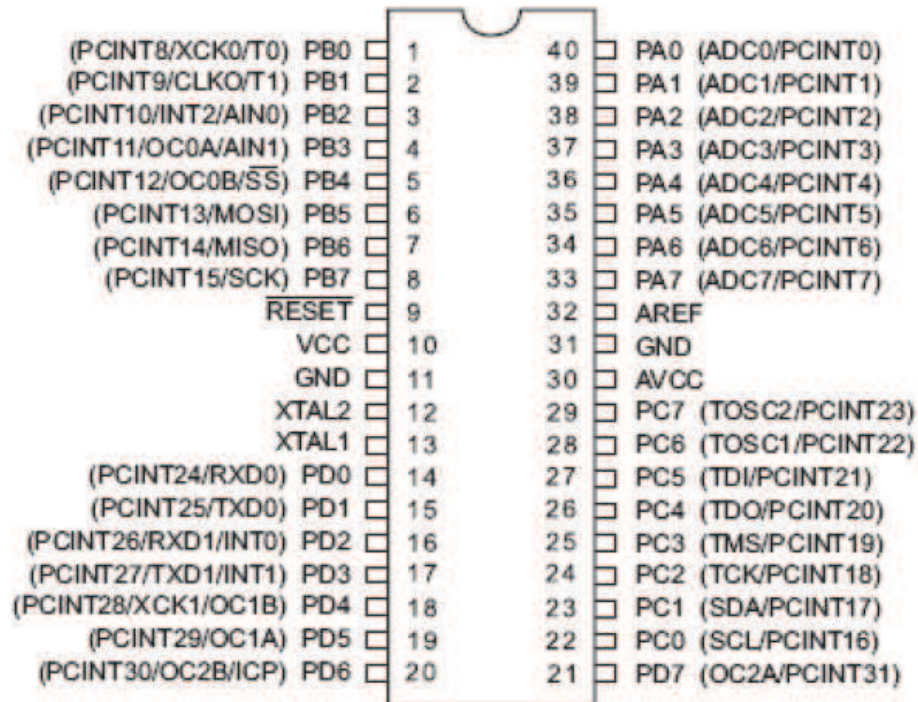 (PCINT8/XCK0/T0) PB0 1 40 PA0 (ADC0/PCINT0)
(PCINT9/CLKO/T1) PB1 2 39 PA1 (ADC1/PCINT1)
(PCINT10/INT2/AIN0) PB2 3 38 PA2 (ADC2/PCINT2)
(PCINT11/OC0A/AIN1) PB3 4 37 PA3 (ADC3/PCINT3)
(PCINT12/OC0B/S̅S̅) PB4 5 36 PA4 (ADC4/PCINT4)
(PCINT13/MOSI) PB5 6 35 PA5 (ADC5/PCINT5)
(PCINT14/MISO) PB6 7 34 PA6 (ADC6/PCINT6)
(PCINT15/SCK) PB7 8 33 PA7 (ADC7/PCINT7)
R̅E̅S̅E̅T̅ 9 32 AREF
VCC 10 31 GND
GND 11 30 AVCC
XTAL2 12 29 PC7 (TOSC2/PCINT23)
XTAL1 13 28 PC6 (TOSC1/PCINT22)
(PCINT24/RXD0) PD0 14 27 PC5 (TDI/PCINT21)
(PCINT25/TXD0) PD1 15 26 PC4 (TDO/PCINT20)
(PCINT26/RXD1/INT0) PD2 16 25 PC3 (TMS/PCINT19)
(PCINT27/TXD1/INT1) PD3 17 24 PC2 (TCK/PCINT18)
(PCINT28/XCK1/OC1B) PD4 18 23 PC1 (SDA/PCINT17)
(PCINT29/OC1A) PD5 19 22 PC0 (SCL/PCINT16)
(PCINT30/OC2B/ICP) PD6 20 21 PD7 (OC2A/PCINT31)